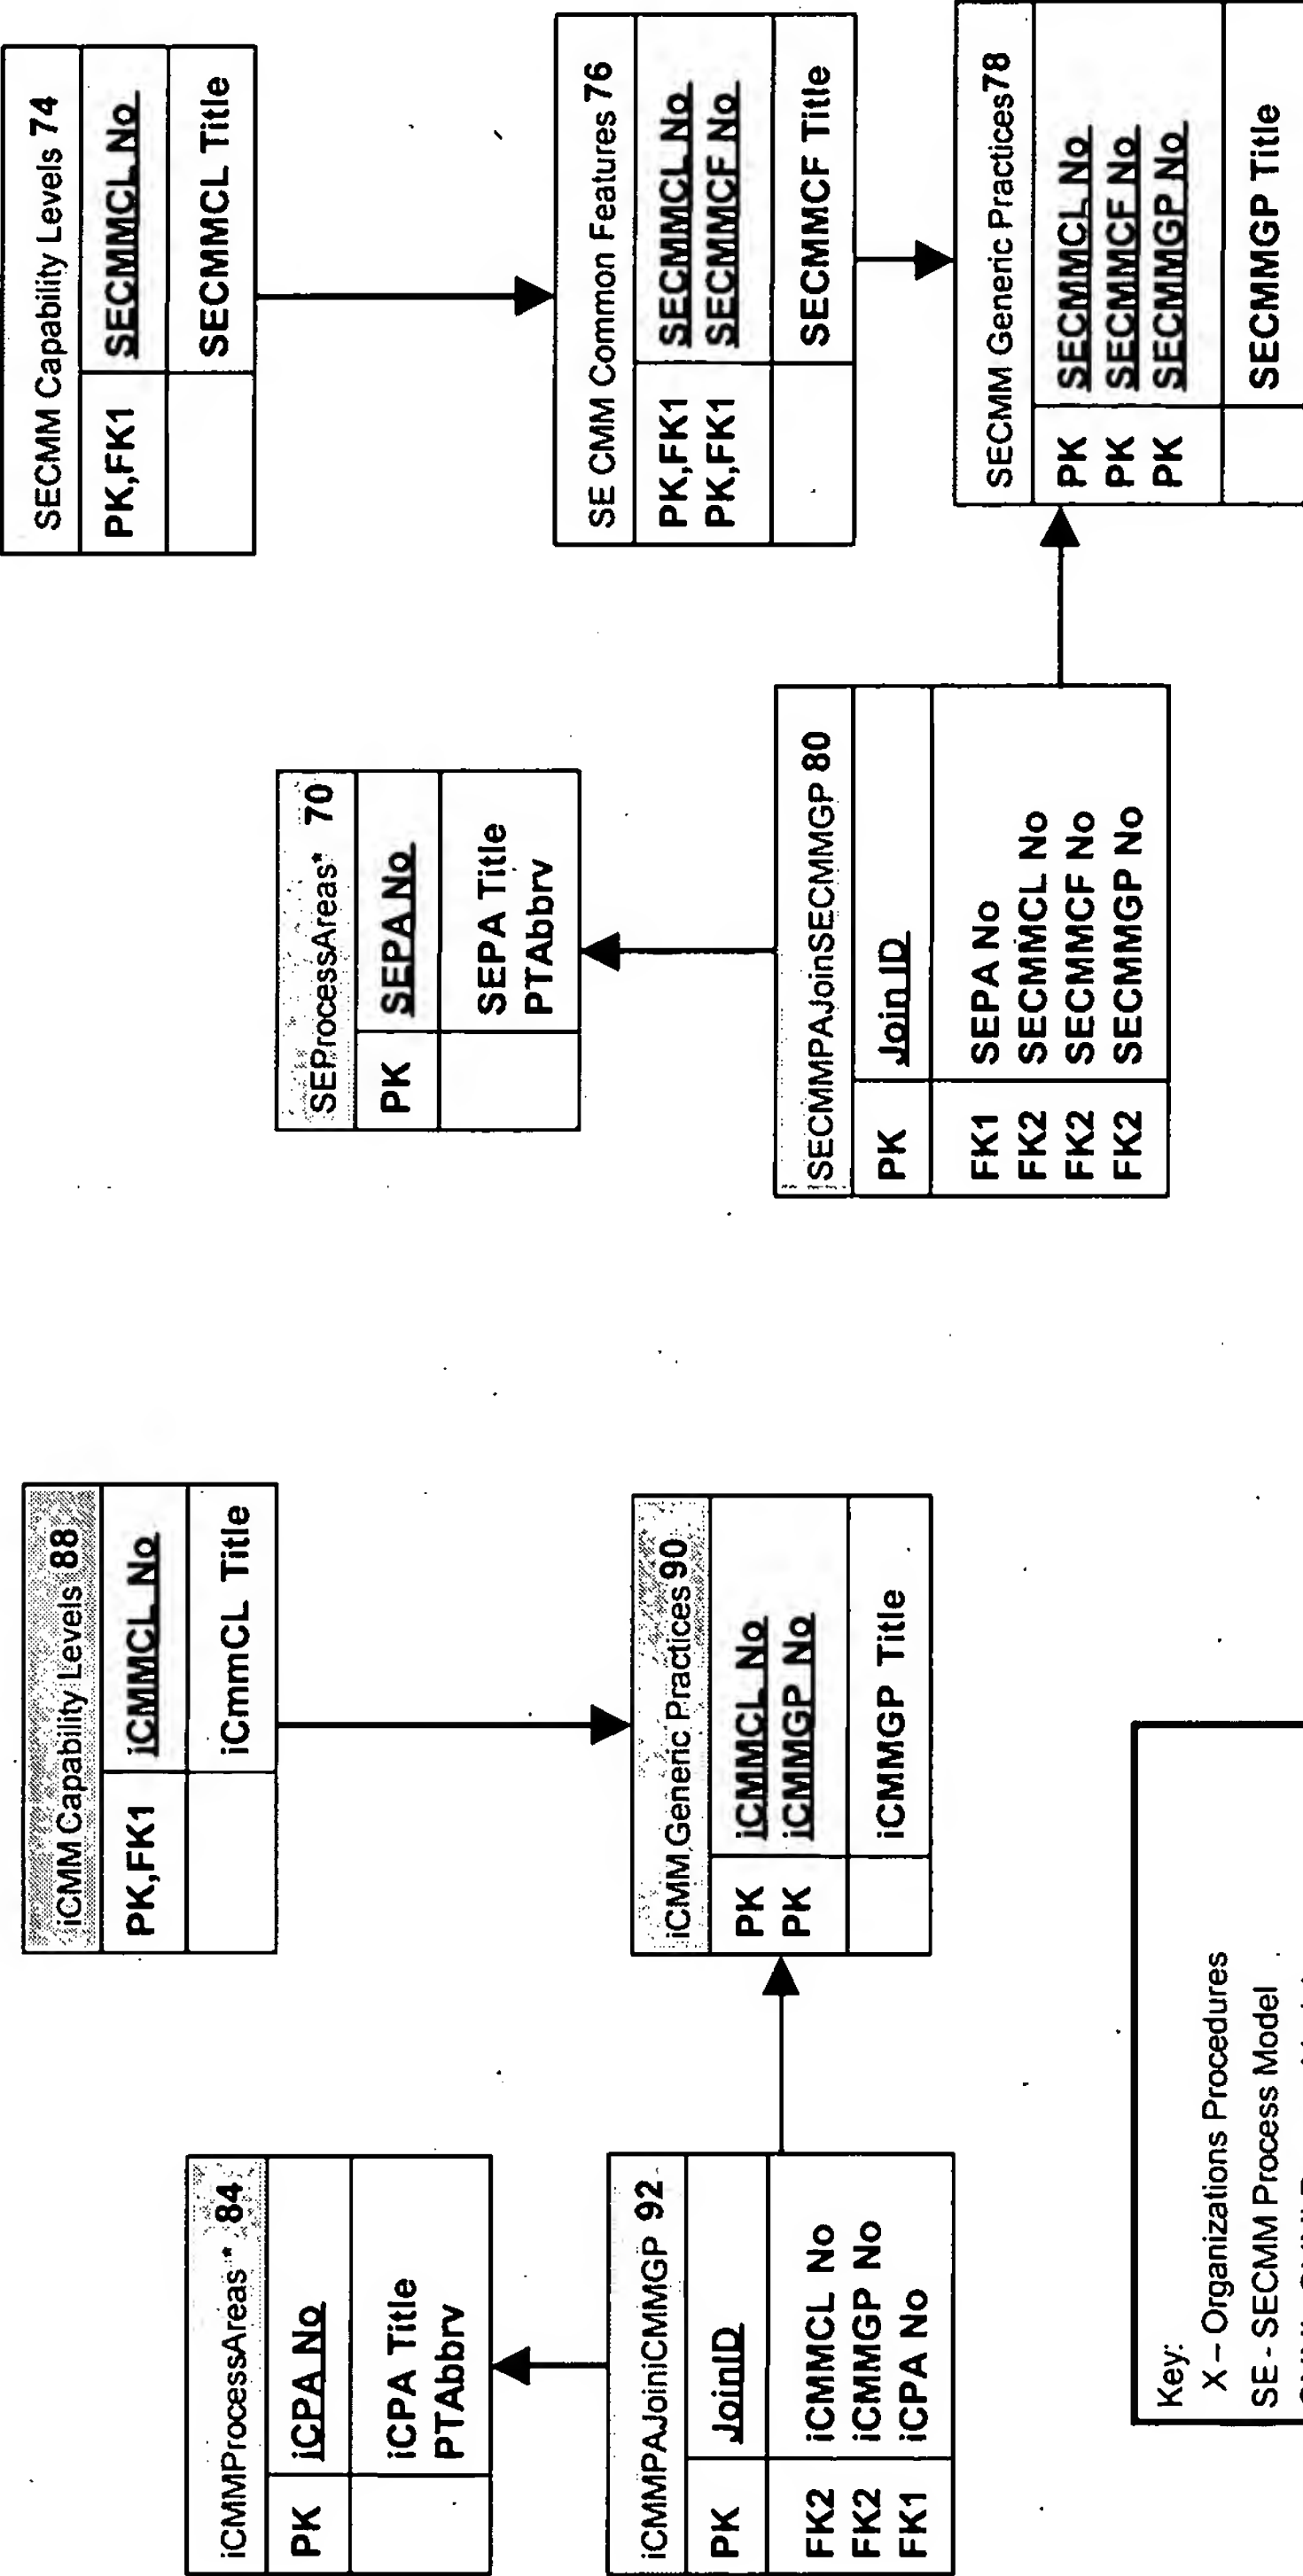 iCMMProcessAreas* 84
PK iCPA No
iCPA Title
PTAbbrv
iCMMPAJoiniCMMGP 92
PK JoinID
FK2 iCMMCL No
FK2 iCMMGP No
FK1 iCPA No
iCMM Capability Levels 88
PK,FK1 iCMMCL No
iCmmCL Title
iCMM Generic Practices 90
PK iCMMCL No
PK iCMMGP No
iCMMGP Title
SEProcessAreas* 70
PK SEPA No
SEPA Title
PTAbbrv
SECMMPAJoinSECMMGP 80
PK Join ID
FK1 SEPA No
FK2 SECMMCL No
FK2 SECMMCF No
FK2 SECMMGP No
SECMM Capability Levels 74
PK,FK1 SECMMCL No
SECMMCL Title
SE CMM Common Features 76
PK,FK1 SECMMCL No
PK,FK1 SECMMCF No
SECMMCF Title
SECMM Generic Practices 78
PK SECMMCL No
PK SECMMCF No
PK SECMMGP No
SECMMGP Title
Key:
X – Organizations Procedures
SE - SECMM Process Model